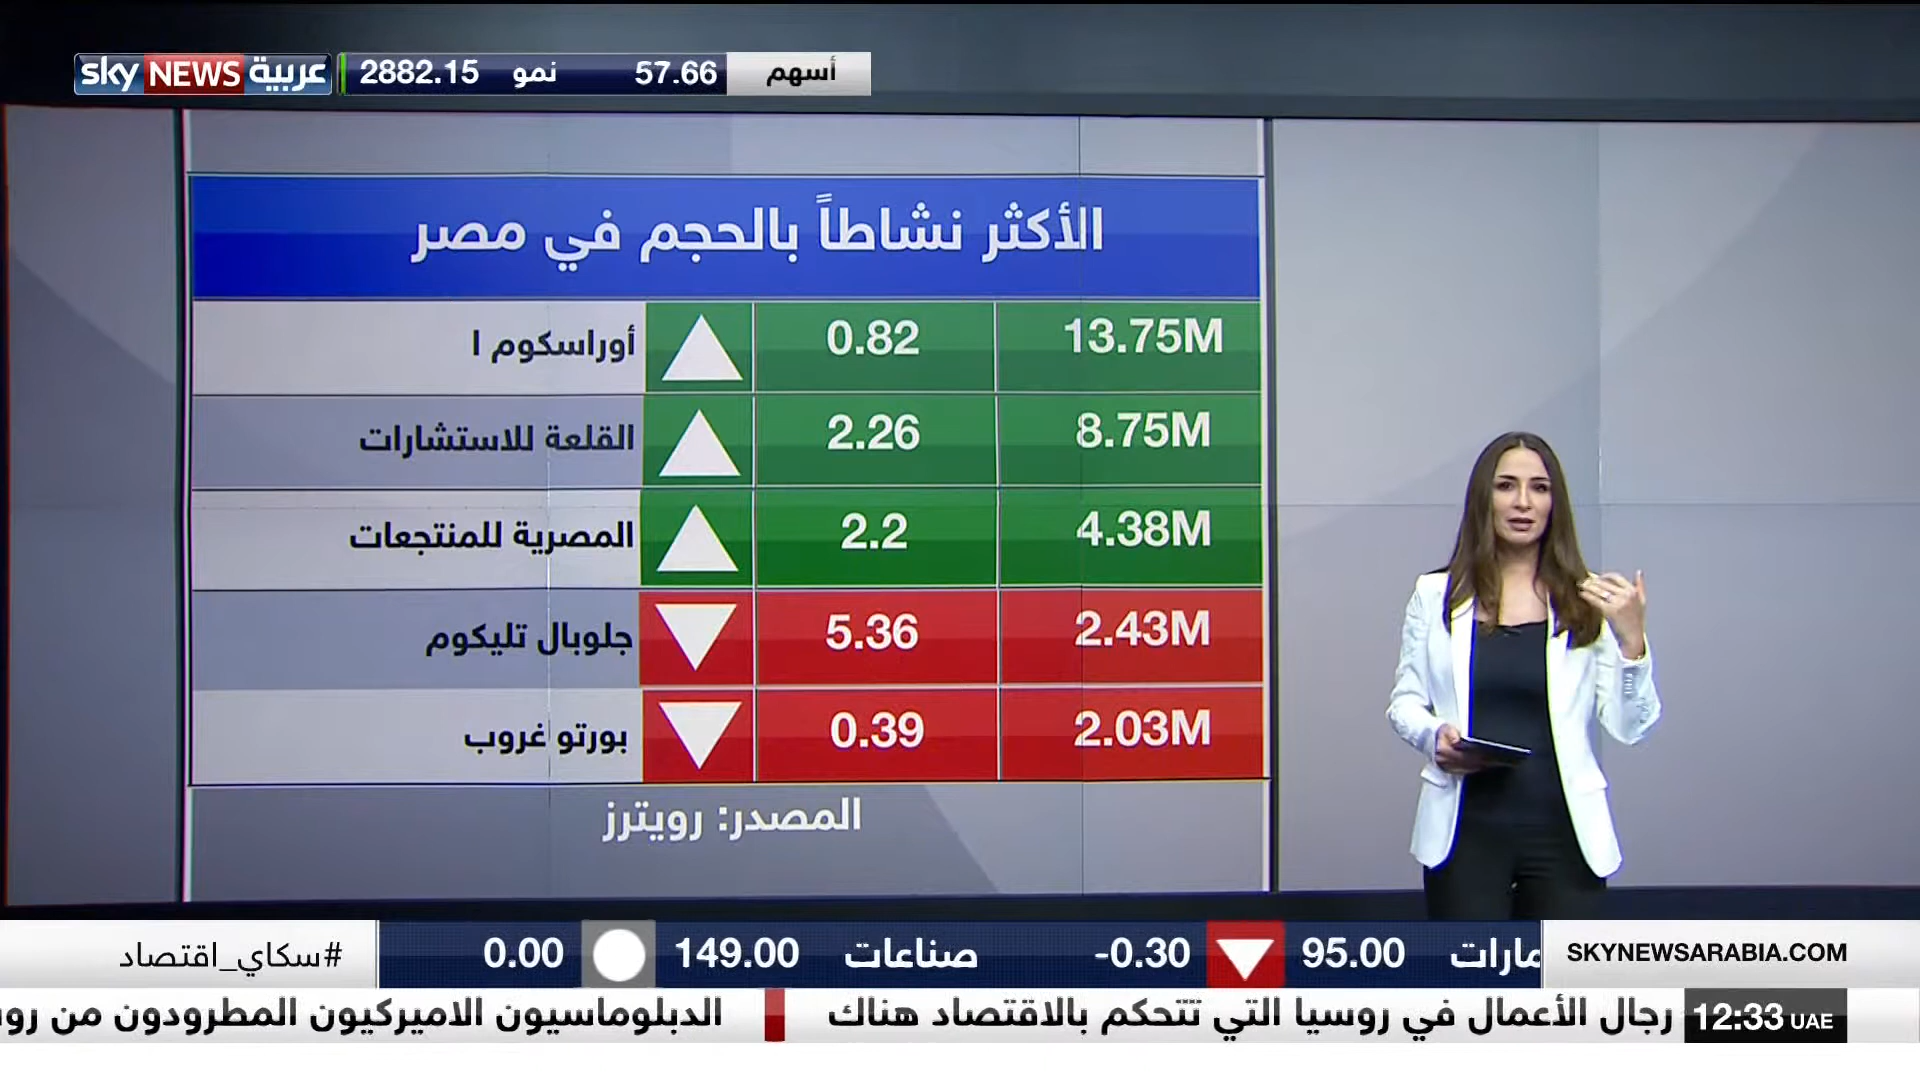 sky NEWS عربية
أسهم 57.66 نمو 2882.15
الأكثر نشاطاً بالحجم في مصر
أوراسكوم ا 0.82 13.75M
القلعة للاستشارات 2.26 8.75M
المصرية للمنتجعات 2.2 4.38M
جلوبال تليكوم 5.36 2.43M
بورتو غروب 0.39 2.03M
المصدر: رويترز
SKYNEWSARABIA.COM
مارات 95.00 -0.30 صناعات 149.00 0.00
#سكاي_اقتصاد
12:33 UAE
رجال الأعمال في روسيا التي تتحكم بالاقتصاد هناك
الدبلوماسيون الاميركيون المطرودون من